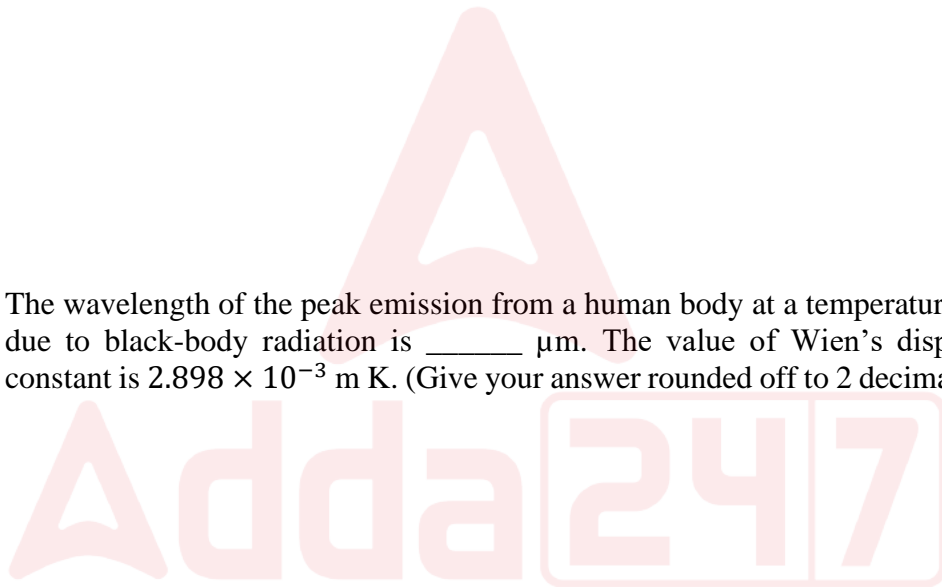 The wavelength of the peak emission from a human body at a temperatur
due to black-body radiation is ______ µm. The value of Wien’s disp
constant is 2.898 × 10⁻³ m K. (Give your answer rounded off to 2 decima
Adda247